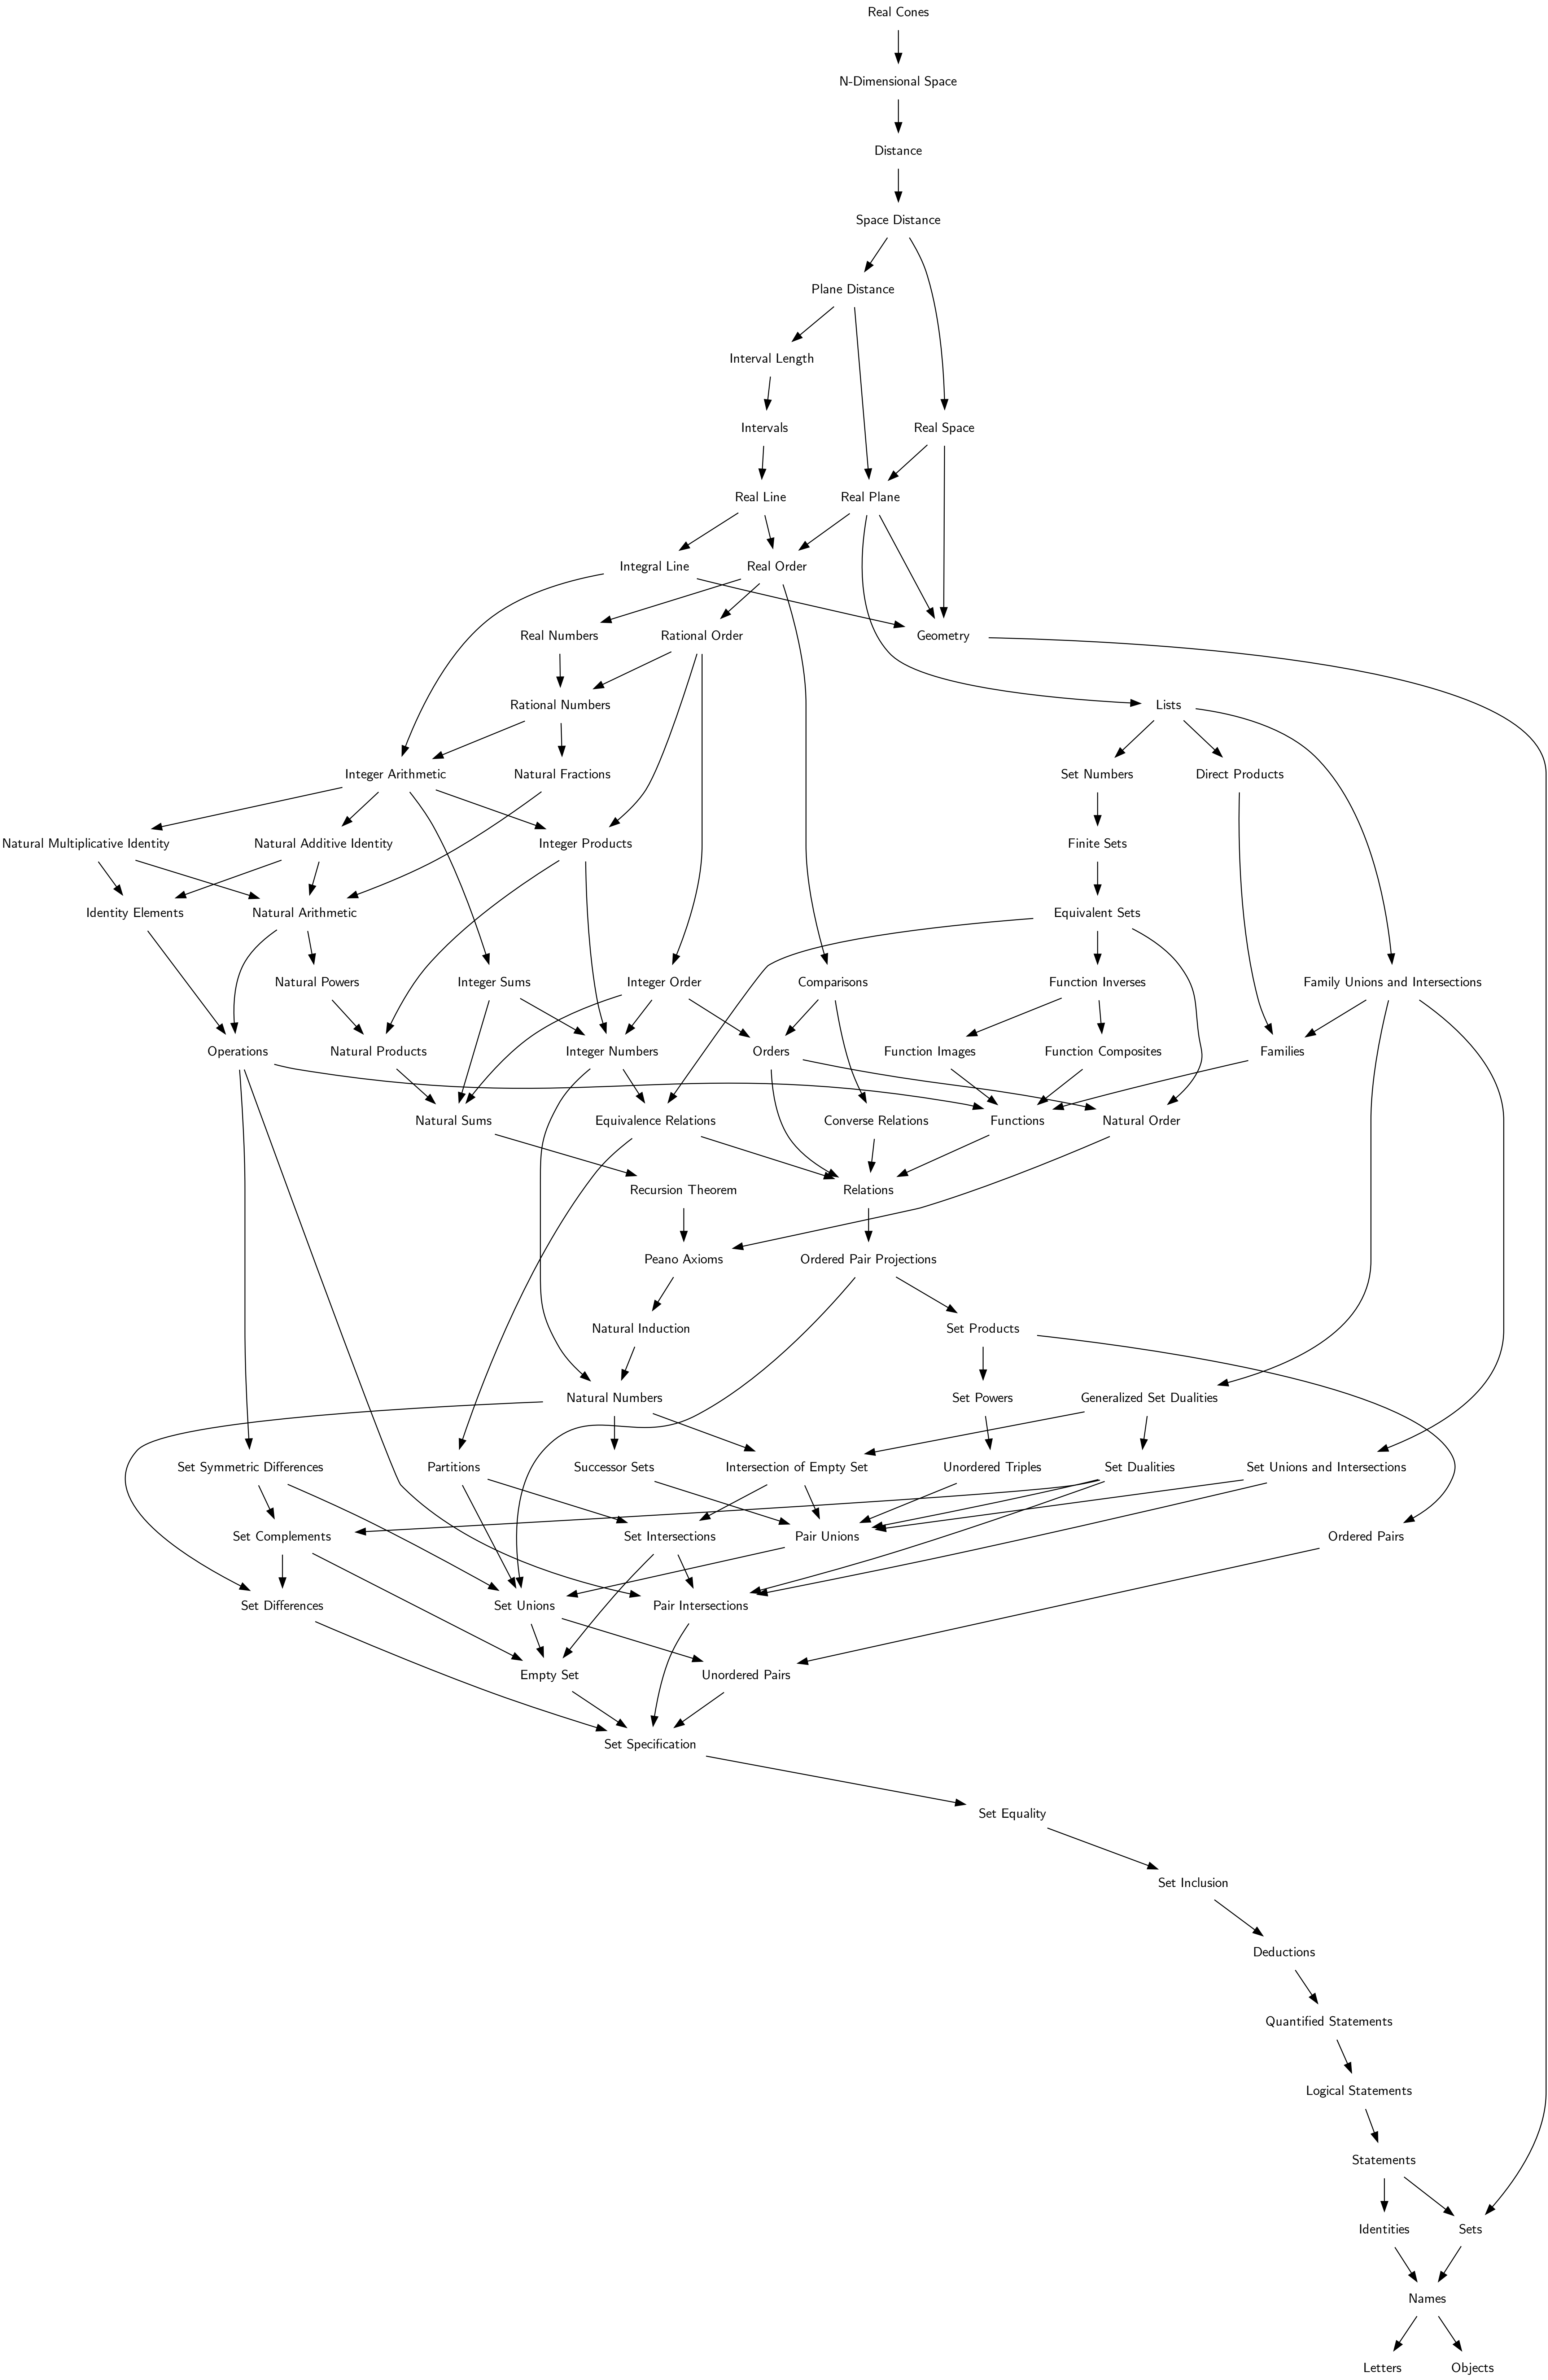 Real Cones
N-Dimensional Space
Distance
Space Distance
Plane Distance
Interval Length
Intervals
Real Space
Real Line
Real Plane
Integral Line
Real Order
Real Numbers
Rational Order
Geometry
Rational Numbers
Lists
Integer Arithmetic
Natural Fractions
Set Numbers
Direct Products
Natural Multiplicative Identity
Natural Additive Identity
Integer Products
Finite Sets
Identity Elements
Natural Arithmetic
Equivalent Sets
Natural Powers
Integer Sums
Integer Order
Comparisons
Function Inverses
Family Unions and Intersections
Operations
Natural Products
Integer Numbers
Orders
Function Images
Function Composites
Families
Natural Sums
Equivalence Relations
Converse Relations
Functions
Natural Order
Recursion Theorem
Relations
Peano Axioms
Ordered Pair Projections
Natural Induction
Set Products
Natural Numbers
Set Powers
Generalized Set Dualities
Set Symmetric Differences
Partitions
Successor Sets
Intersection of Empty Set
Unordered Triples
Set Dualities
Set Unions and Intersections
Set Complements
Set Intersections
Pair Unions
Ordered Pairs
Set Differences
Set Unions
Pair Intersections
Empty Set
Unordered Pairs
Set Specification
Set Equality
Set Inclusion
Deductions
Quantified Statements
Logical Statements
Statements
Identities
Sets
Names
Letters
Objects